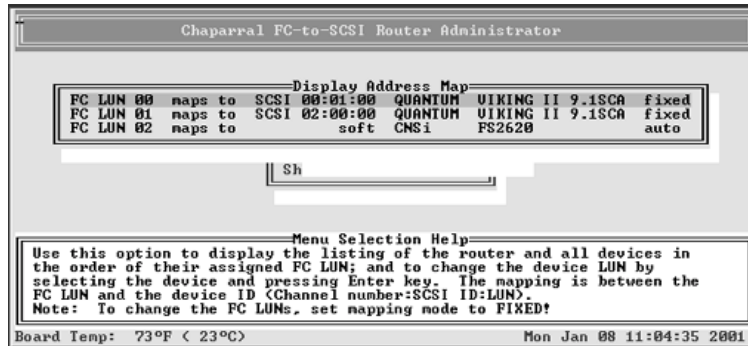 Chaparral FC-to-SCSI Router Administrator
Display Address Map
FC LUN 00 maps to SCSI 00:01:00 QUANTUM VIKING II 9.1SCA fixed
FC LUN 01 maps to SCSI 02:00:00 QUANTUM VIKING II 9.1SCA fixed
FC LUN 02 maps to soft CNSi FS2620 auto
Sh
Menu Selection Help
Use this option to display the listing of the router and all devices in
the order of their assigned FC LUN; and to change the device LUN by
selecting the device and pressing Enter key. The mapping is between the
FC LUN and the device ID (Channel number:SCSI ID:LUN).
Note: To change the FC LUNs, set mapping mode to FIXED!
Board Temp: 73ºF ( 23ºC) Mon Jan 08 11:04:35 2001